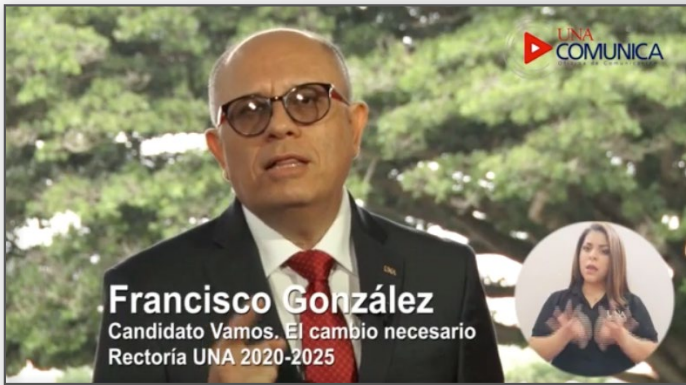 UNA
COMUNICA
Francisco González
Candidato Vamos. El cambio necesario
Rectoría UNA 2020-2025